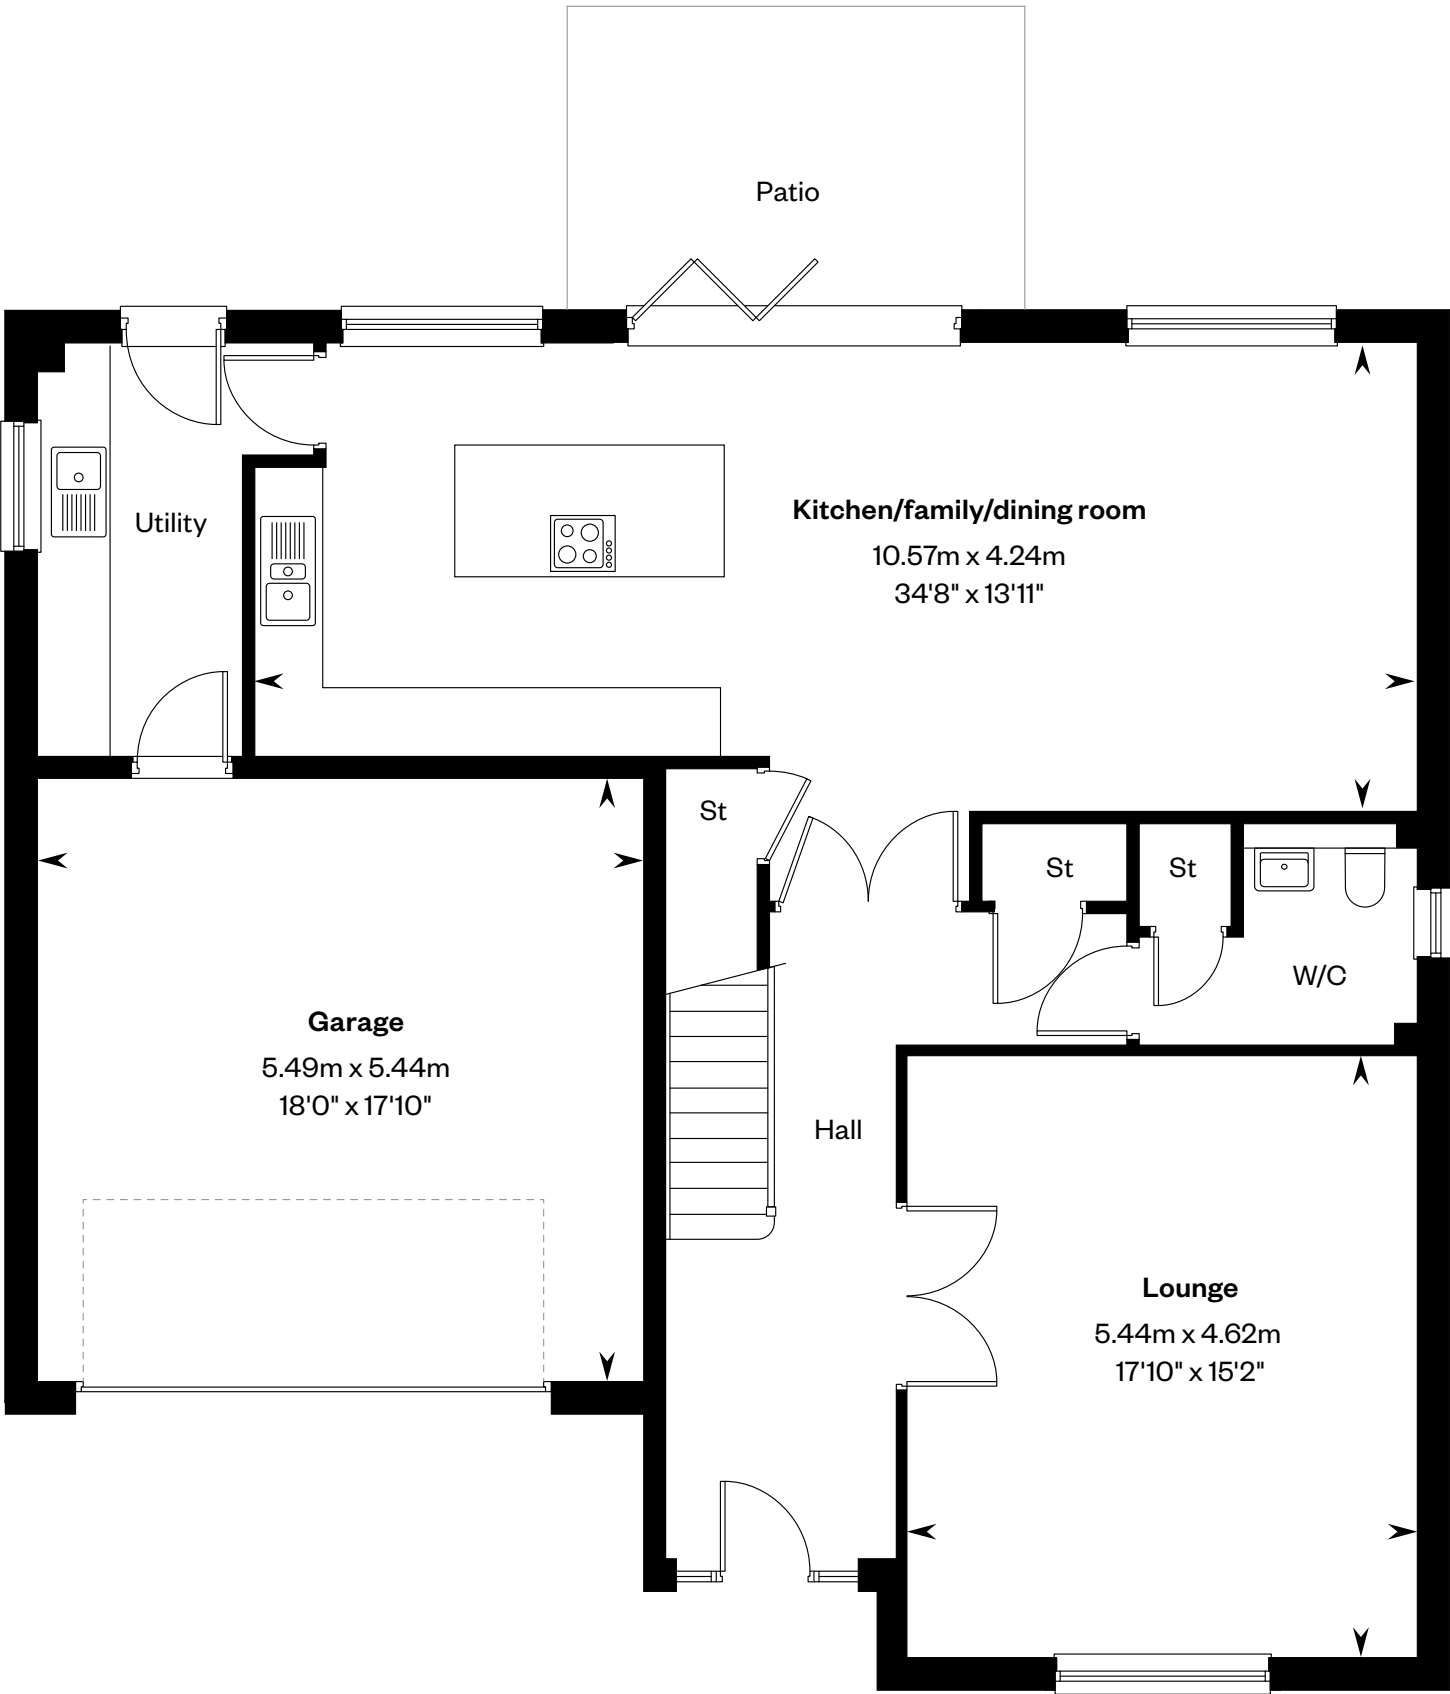 Patio
Utility
Kitchen/family/dining room
10.57m x 4.24m
34'8" x 13'11"
St
St
St
W/C
Garage
5.49m x 5.44m
18'0" x 17'10"
Hall
Lounge
5.44m x 4.62m
17'10" x 15'2"